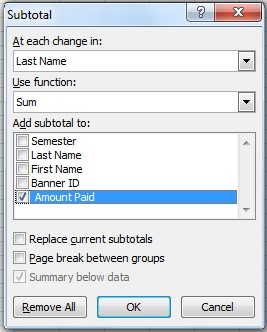 Subtotal
At each change in:
Last Name
Use function:
Sum
Add subtotal to:
Semester
Last Name
First Name
Banner ID
Amount Paid
Replace current subtotals
Page break between groups
Summary below data
Remove All OK Cancel